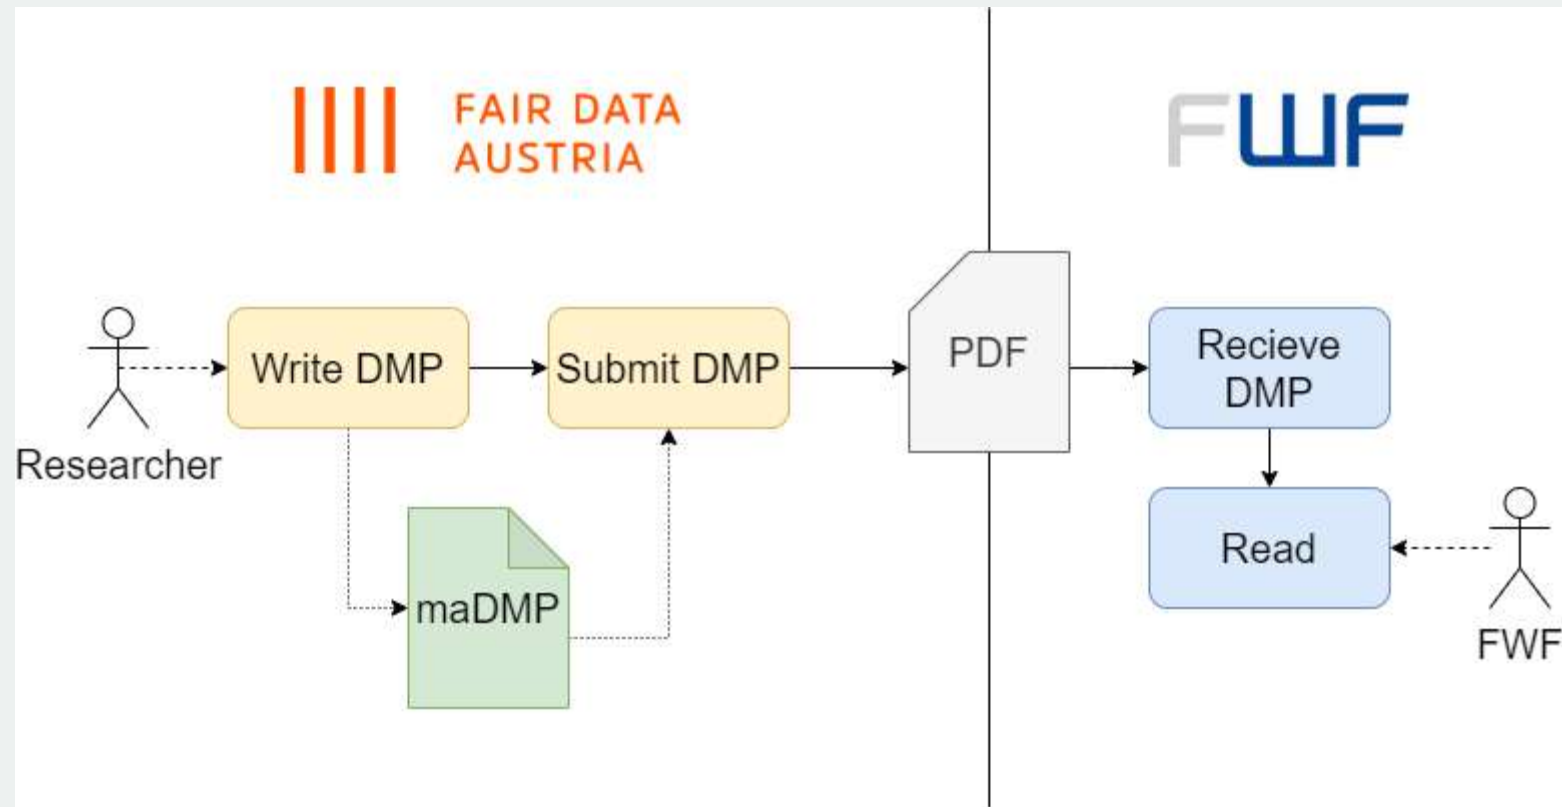 FAIR DATA
AUSTRIA
FWF
Researcher
Write DMP
Submit DMP
maDMP
PDF
Recieve
DMP
Read
FWF